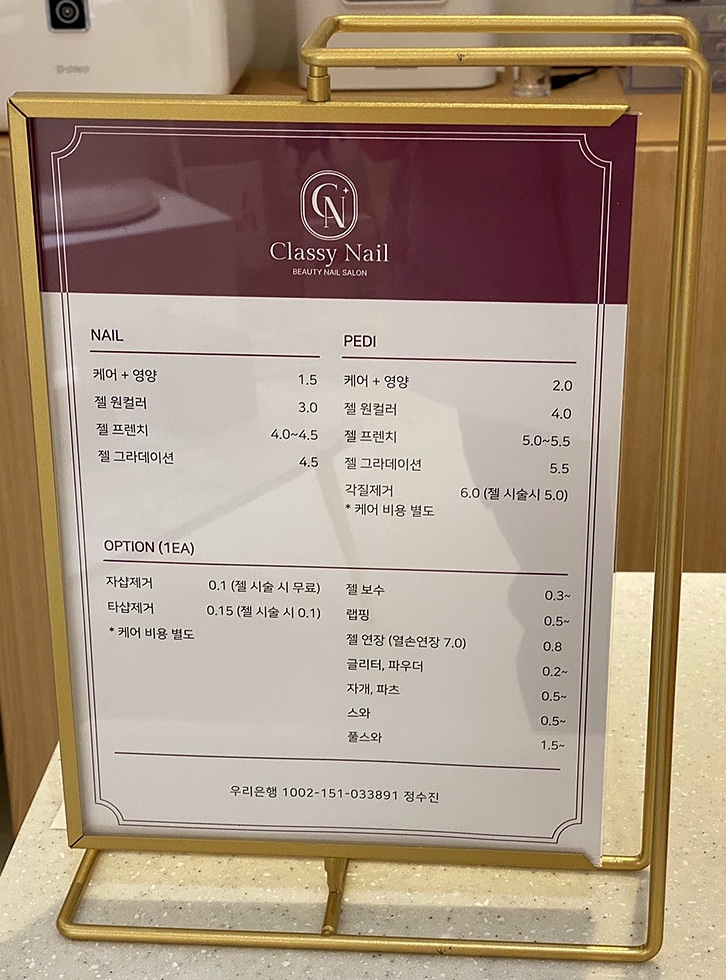 CN
Classy Nail
BEAUTY NAIL SALON
NAIL
케어 + 영양 1.5
젤 원컬러 3.0
젤 프렌치 4.0~4.5
젤 그라데이션 4.5
PEDI
케어 + 영양 2.0
젤 원컬러 4.0
젤 프렌치 5.0~5.5
젤 그라데이션 5.5
각질제거 6.0 (젤 시술시 5.0)
* 케어 비용 별도
OPTION (1EA)
자샵제거 0.1 (젤 시술 시 무료)
타샵제거 0.15 (젤 시술 시 0.1)
* 케어 비용 별도
젤 보수 0.3~
랩핑 0.5~
젤 연장 (열손연장 7.0) 0.8
글리터, 파우더 0.2~
자개, 파츠 0.5~
스와 0.5~
풀스와 1.5~
우리은행 1002-151-033891 정수진